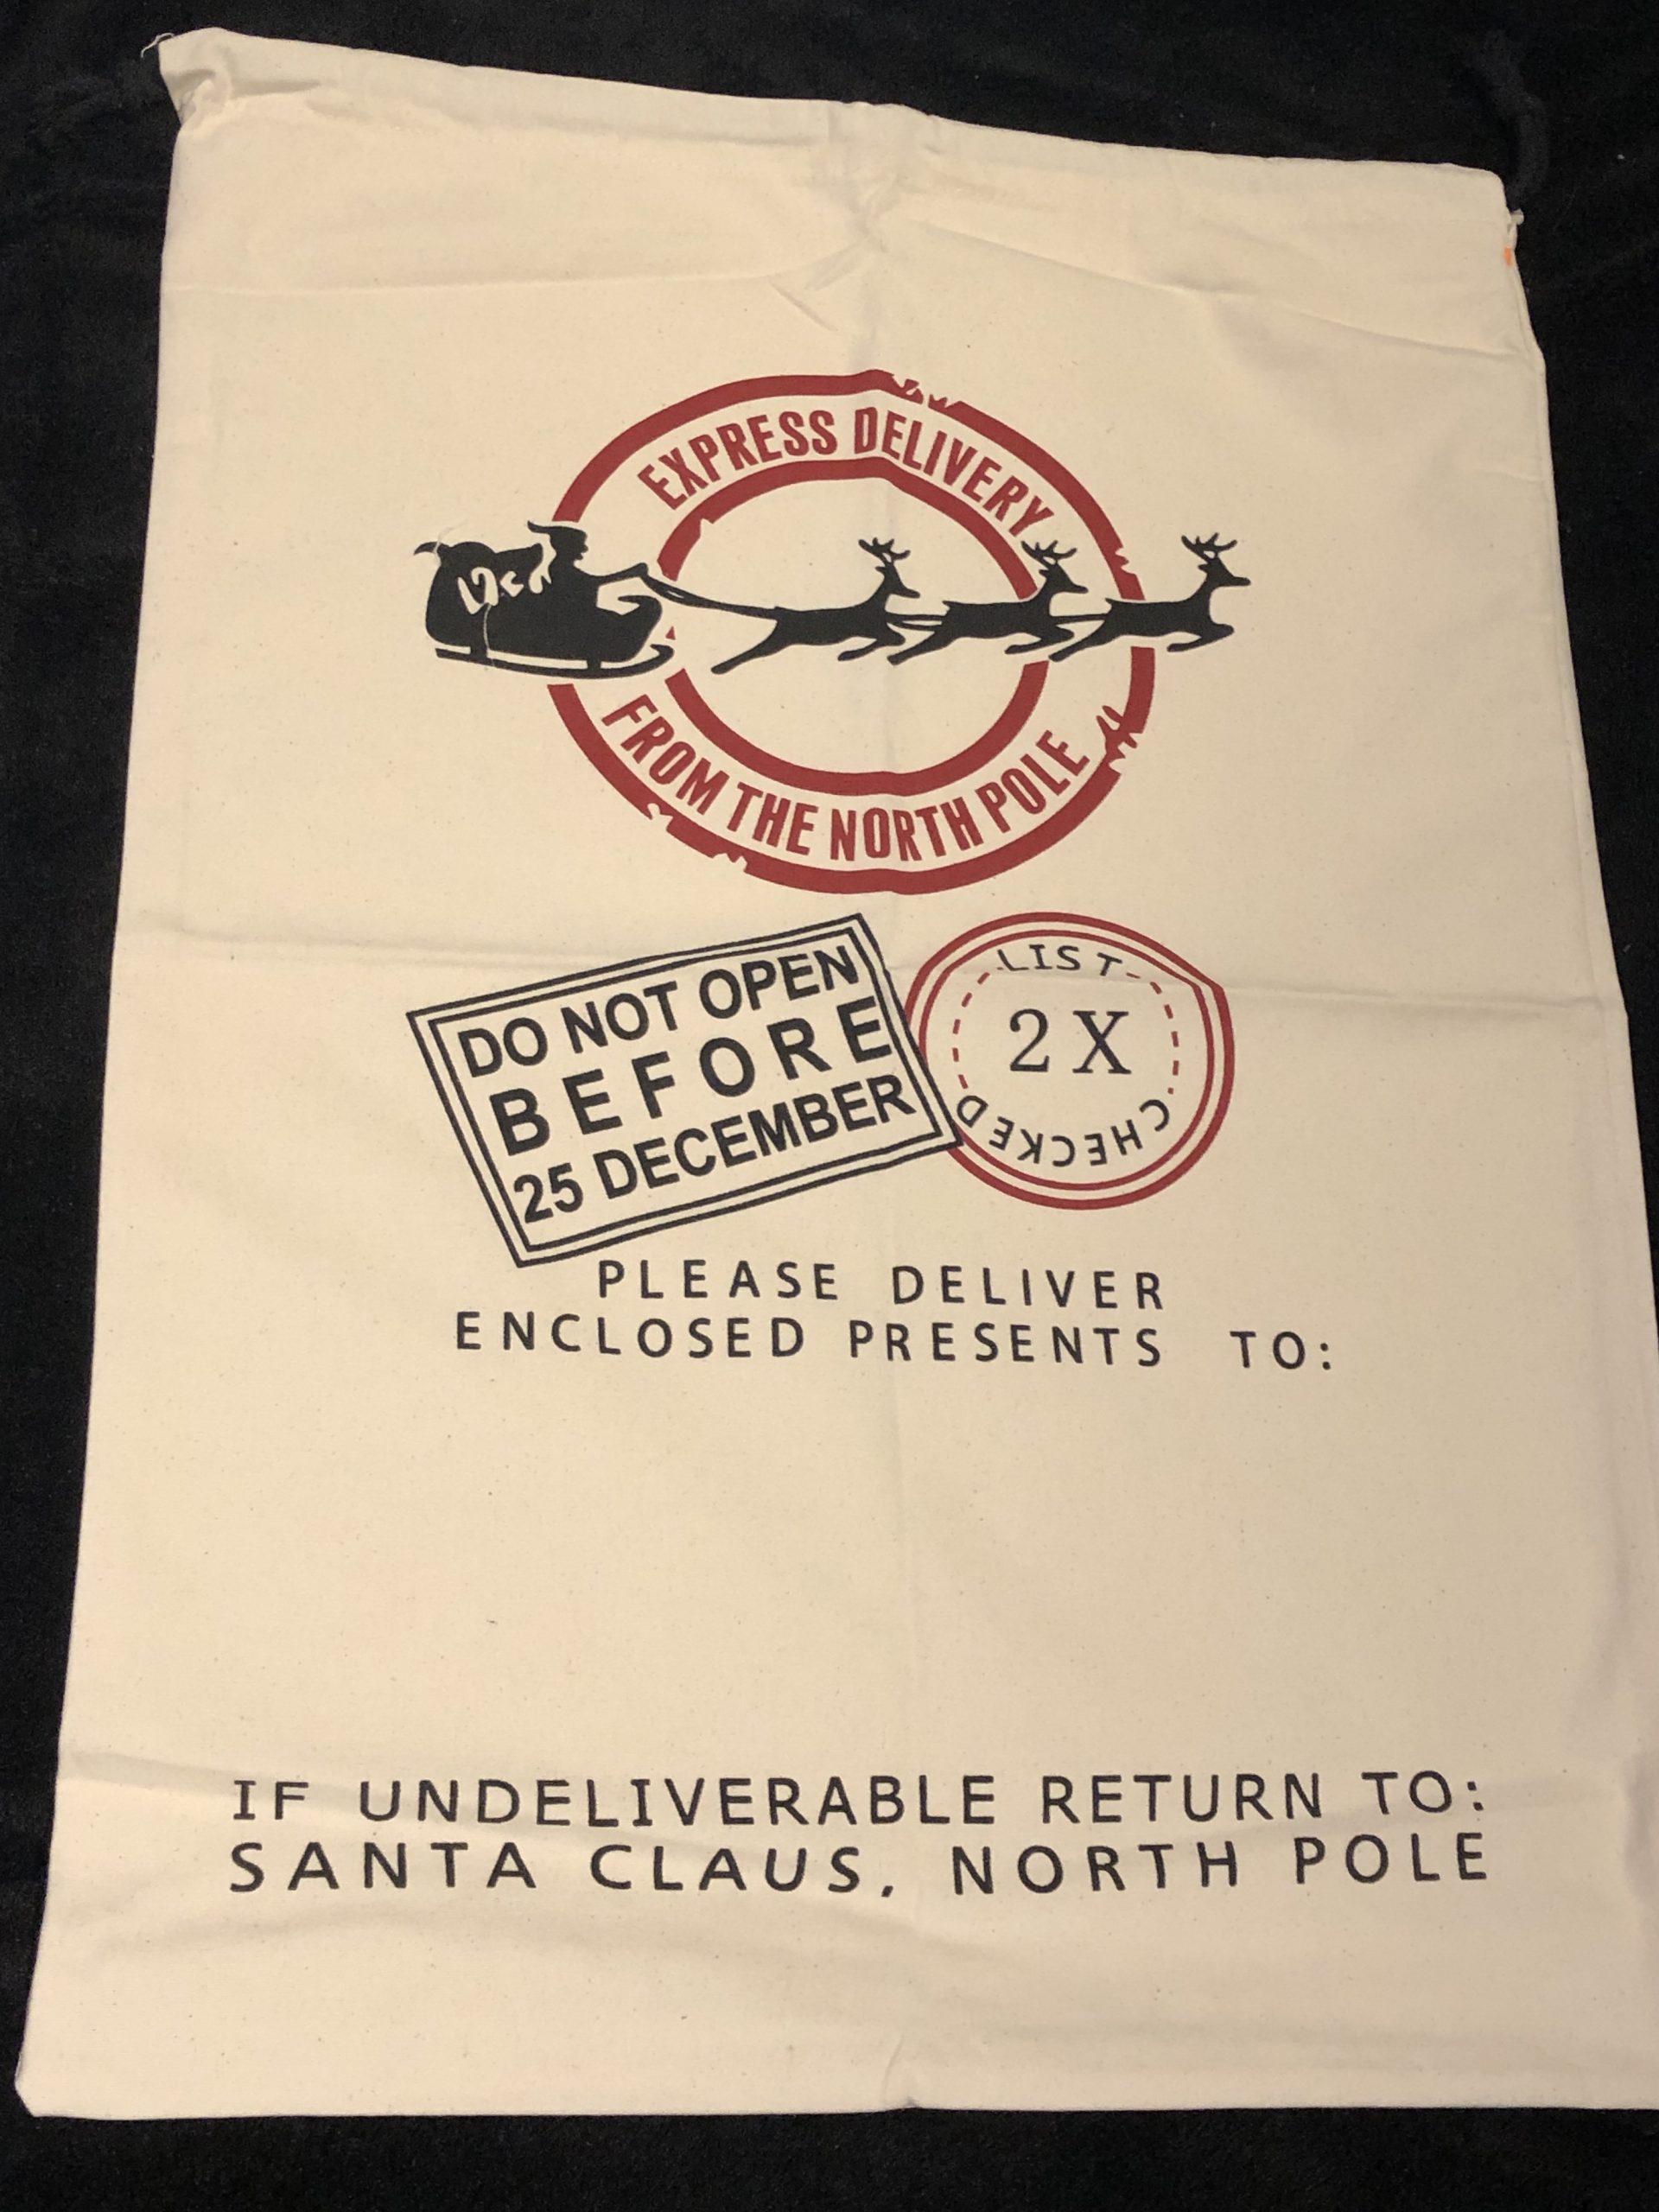 EXPRESS DELIVERY
FROM THE NORTH POLE
DO NOT OPEN
BEFORE
25 DECEMBER
LIST
2X
CHECKED
PLEASE DELIVER
ENCLOSED PRESENTS TO:
IF UNDELIVERABLE RETURN TO:
SANTA CLAUS, NORTH POLE